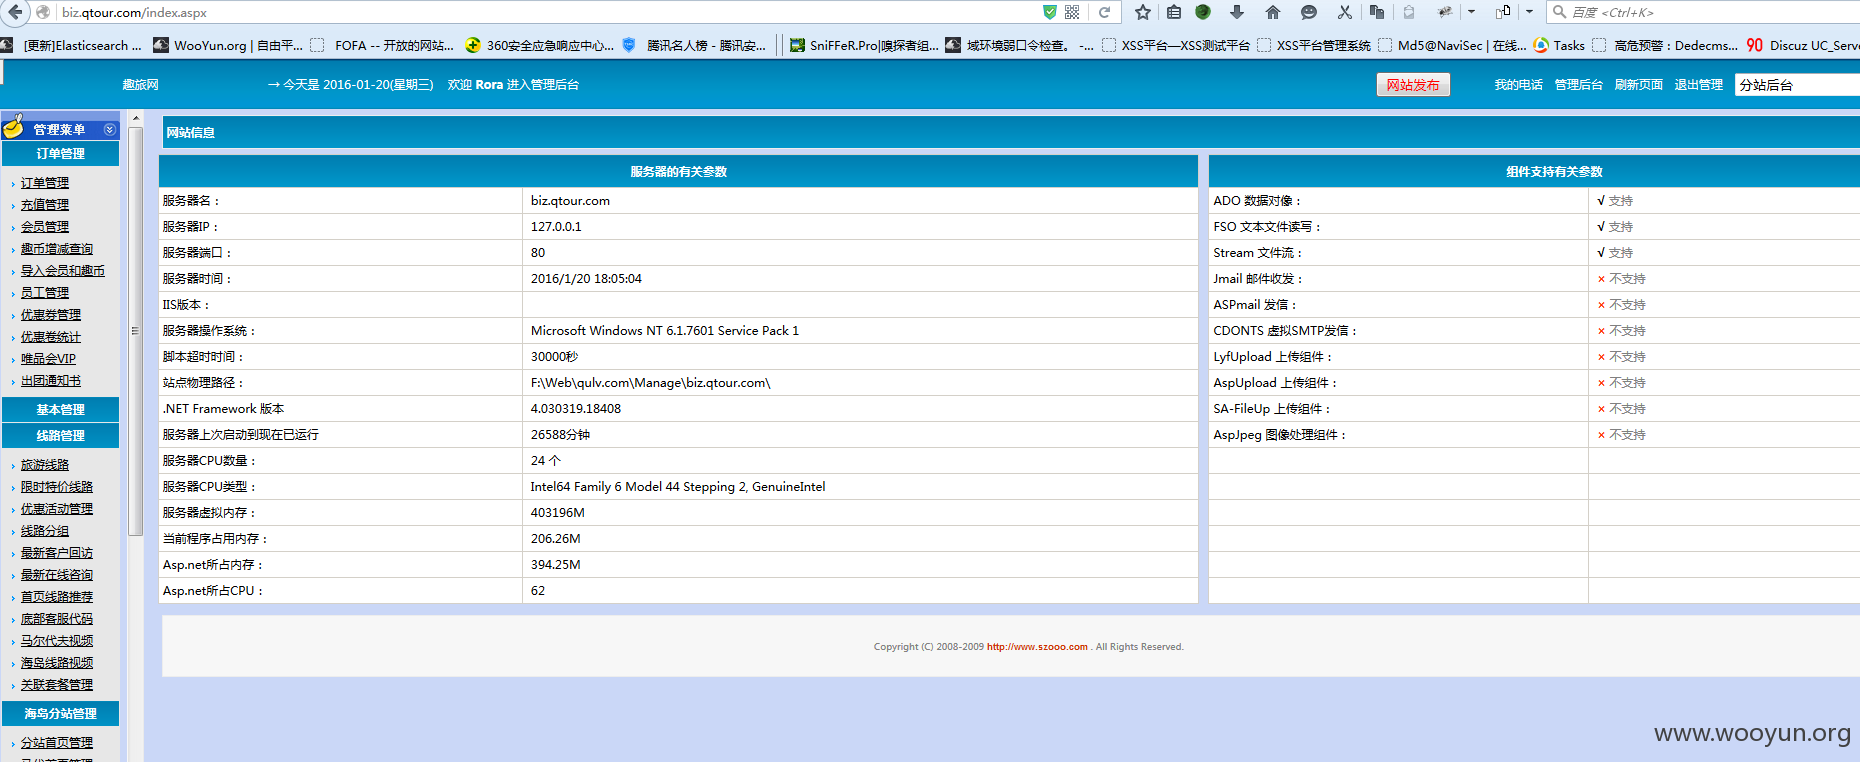 biz.qtour.com/index.aspx
百度 <Ctrl+K>
[更新]Elasticsearch ...
WooYun.org | 自由平...
FOFA -- 开放的网站...
360安全应急响应中心...
腾讯名人榜 - 腾讯安...
SniFFeR.Pro|嗅探者组...
域环境弱口令检查。 -...
XSS平台—XSS测试平台
XSS平台管理系统
Md5@NaviSec | 在线...
Tasks
高危预警：Dedecms...
90 Discuz UC_Serve
趣旅网
→ 今天是 2016-01-20(星期三) 欢迎 Rora 进入管理后台
网站发布
我的电话 管理后台 刷新页面 退出管理
分站后台
管理菜单
订单管理
订单管理
充值管理
会员管理
趣币增减查询
导入会员和趣币
员工管理
优惠券管理
优惠卷统计
唯品会VIP
出团通知书
基本管理
线路管理
旅游线路
限时特价线路
优惠活动管理
线路分组
最新客户回访
最新在线咨询
首页线路推荐
底部客服代码
马尔代夫视频
海岛线路视频
关联套餐管理
海岛分站管理
分站首页管理
网站信息
服务器的有关参数
服务器名： biz.qtour.com
服务器IP： 127.0.0.1
服务器端口： 80
服务器时间： 2016/1/20 18:05:04
IIS版本：
服务器操作系统： Microsoft Windows NT 6.1.7601 Service Pack 1
脚本超时时间： 30000秒
站点物理路径： F:\Web\qulv.com\Manage\biz.qtour.com\
.NET Framework 版本 4.030319.18408
服务器上次启动到现在已运行 26588分钟
服务器CPU数量： 24 个
服务器CPU类型： Intel64 Family 6 Model 44 Stepping 2, GenuineIntel
服务器虚拟内存： 403196M
当前程序占用内存： 206.26M
Asp.net所占内存： 394.25M
Asp.net所占CPU： 62
组件支持有关参数
ADO 数据对像： √ 支持
FSO 文本文件读写： √ 支持
Stream 文件流： √ 支持
Jmail 邮件收发： × 不支持
ASPmail 发信： × 不支持
CDONTS 虚拟SMTP发信： × 不支持
LyfUpload 上传组件： × 不支持
AspUpload 上传组件： × 不支持
SA-FileUp 上传组件： × 不支持
AspJpeg 图像处理组件： × 不支持
Copyright (C) 2008-2009 http://www.szooo.com . All Rights Reserved.
www.wooyun.org